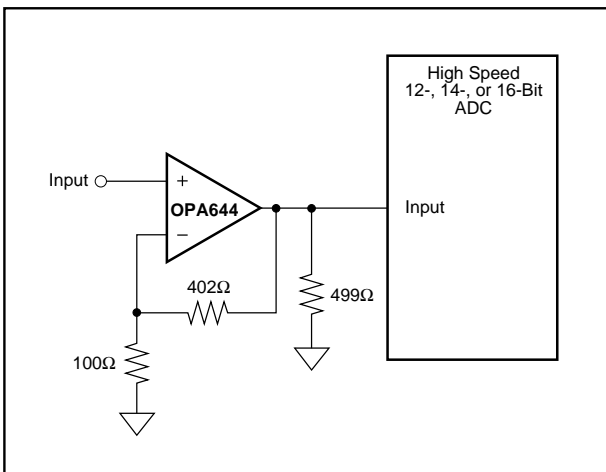 High Speed
12-, 14-, or 16-Bit
ADC
Input
+
OPA644
–
Input
402Ω
499Ω
100Ω